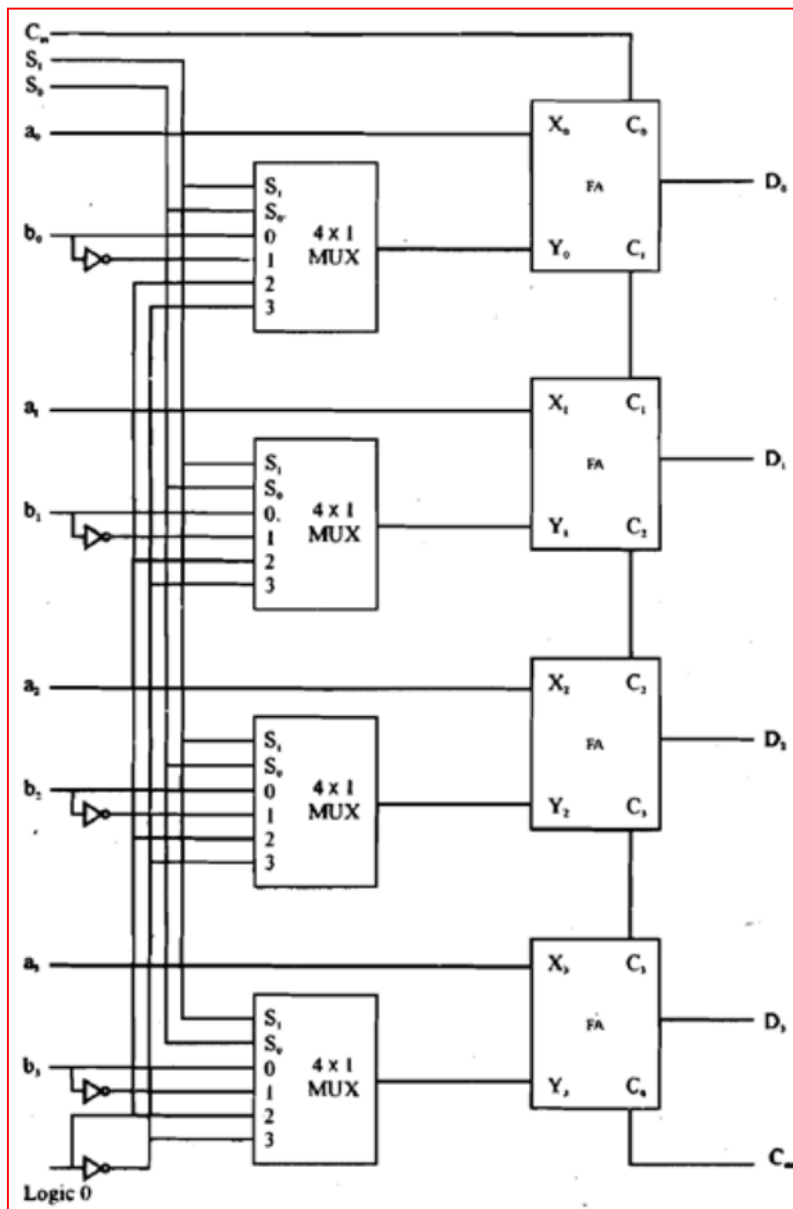 C
S₁
S₀
a₀
X₀ C₀
FA
D₀
S₁
S₀
b₀
0
4 x 1
MUX
1
2
3
Y₀ C₁
a₁
X₁ C₁
FA
D₁
S₁
S₀
b₁
0
4 x 1
MUX
1
2
3
Y₁ C₂
a₂
X₂ C₂
FA
D₂
S₁
S₀
b₂
0
4 x 1
MUX
1
2
3
Y₂ C₃
a₃
X₃ C₃
FA
D₃
S₁
S₀
b₃
0
4 x 1
MUX
1
2
3
Y₃ C₄
C
Logic 0